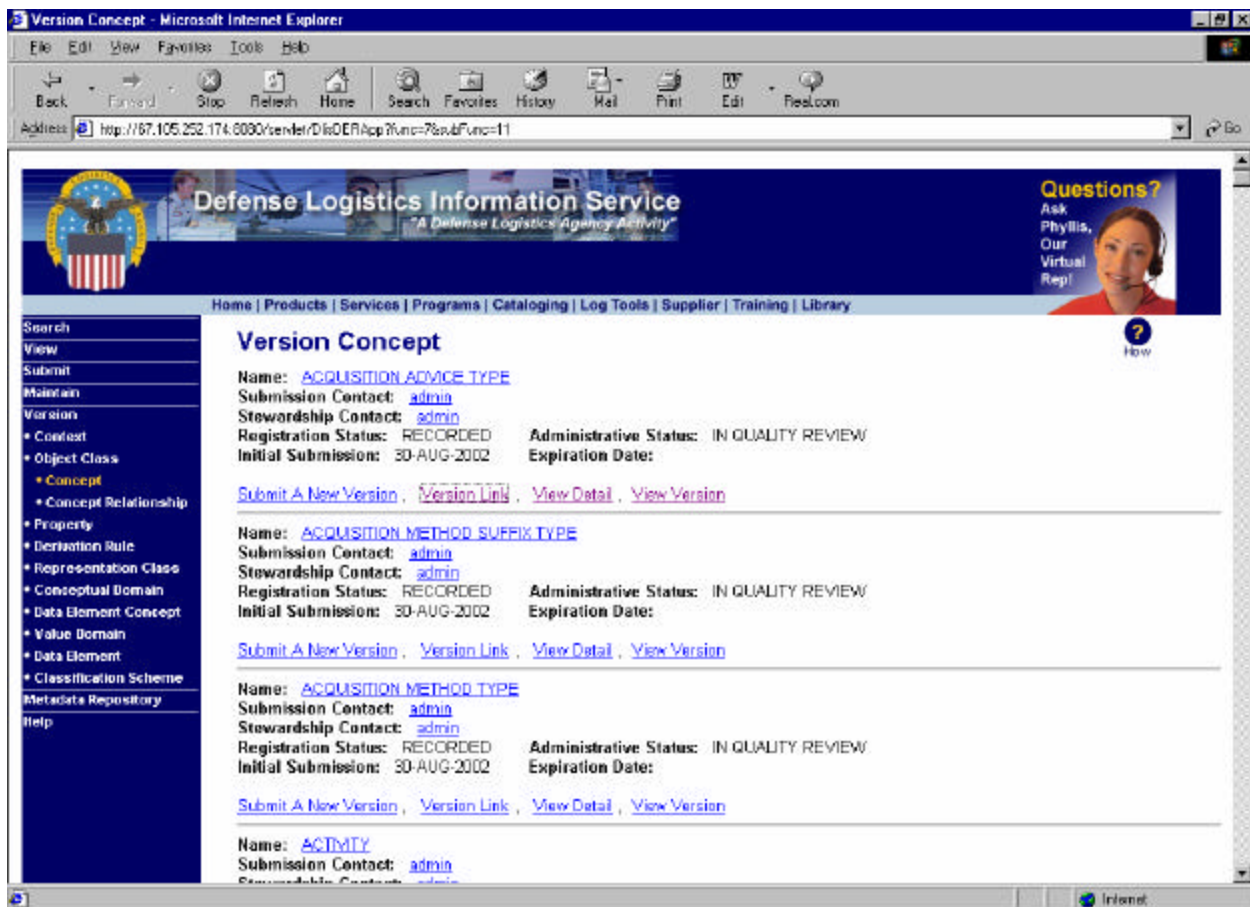 Version Concept - Microsoft Internet Explorer
File Edit View Favorites Tools Help
Back Forward Stop Refresh Home Search Favorites History Mail Print Edit Real.com
Address http://67.105.252.174:8080/servlet/DlisDERApp?func=7&subFunc=11 Go
Defense Logistics Information Service
"A Defense Logistics Agency Activity"
Questions?
Ask
Phyllis,
Our
Virtual
Rep!
Home | Products | Services | Programs | Cataloging | Log Tools | Supplier | Training | Library
Search
View
Submit
Maintain
Version
• Context
• Object Class
• Concept
• Concept Relationship
• Property
• Derivation Rule
• Representation Class
• Conceptual Domain
• Data Element Concept
• Value Domain
• Data Element
• Classification Scheme
Metadata Repository
Help
Version Concept
?
How
Name: ACQUISITION ADVICE TYPE
Submission Contact: admin
Stewardship Contact: admin
Registration Status: RECORDED Administrative Status: IN QUALITY REVIEW
Initial Submission: 30-AUG-2002 Expiration Date:
Submit A New Version , Version Link , View Detail , View Version
Name: ACQUISITION METHOD SUFFIX TYPE
Submission Contact: admin
Stewardship Contact: admin
Registration Status: RECORDED Administrative Status: IN QUALITY REVIEW
Initial Submission: 30-AUG-2002 Expiration Date:
Submit A New Version , Version Link , View Detail , View Version
Name: ACQUISITION METHOD TYPE
Submission Contact: admin
Stewardship Contact: admin
Registration Status: RECORDED Administrative Status: IN QUALITY REVIEW
Initial Submission: 30-AUG-2002 Expiration Date:
Submit A New Version , Version Link , View Detail , View Version
Name: ACTIVITY
Submission Contact: admin
Stewardship Contact: admin
Internet